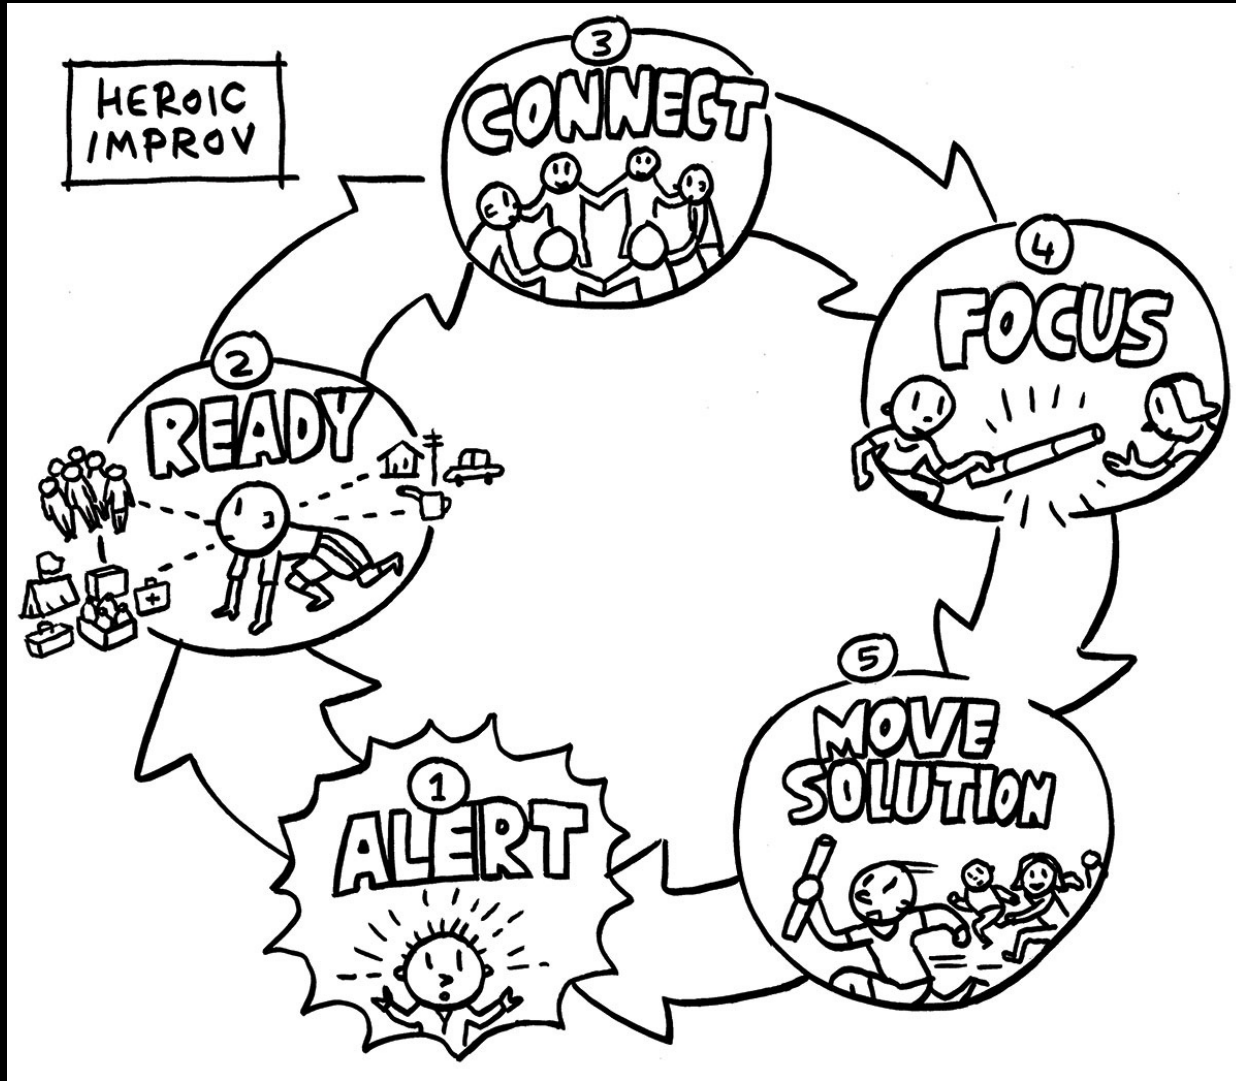 HEROIC
IMPROV
1
ALERT
2
READY
3
CONNECT
4
FOCUS
5
MOVE
SOLUTION